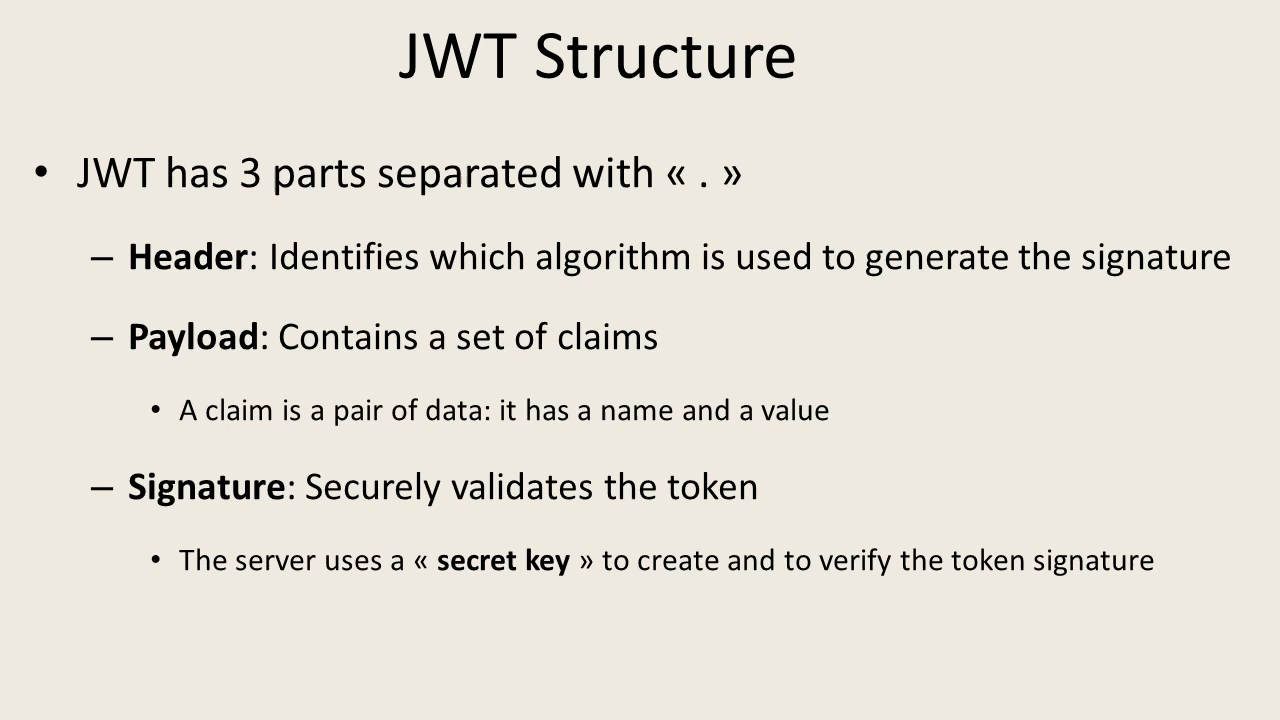 JWT Structure
• JWT has 3 parts separated with « . »
– Header: Identifies which algorithm is used to generate the signature
– Payload: Contains a set of claims
• A claim is a pair of data: it has a name and a value
– Signature: Securely validates the token
• The server uses a « secret key » to create and to verify the token signature